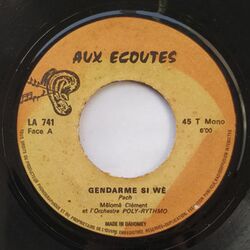 AUX ECOUTES
LA 741
Face A
45 T Mono
6'00
GENDARME SI WÈ
Pach
Mêlomê Clément
et l'Orchestre POLY-RYTHMO
MADE IN DAHOMEY